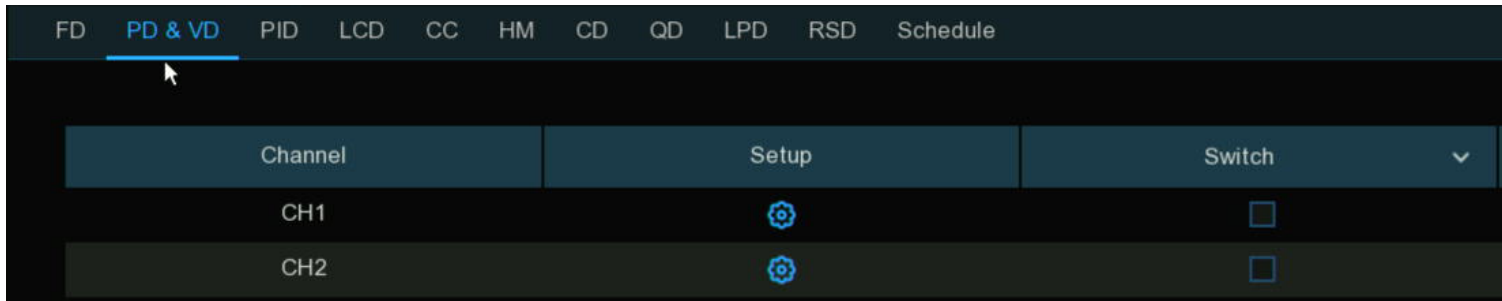 FD PD & VD PID LCD CC HM CD QD LPD RSD Schedule
Channel Setup Switch
CH1
CH2